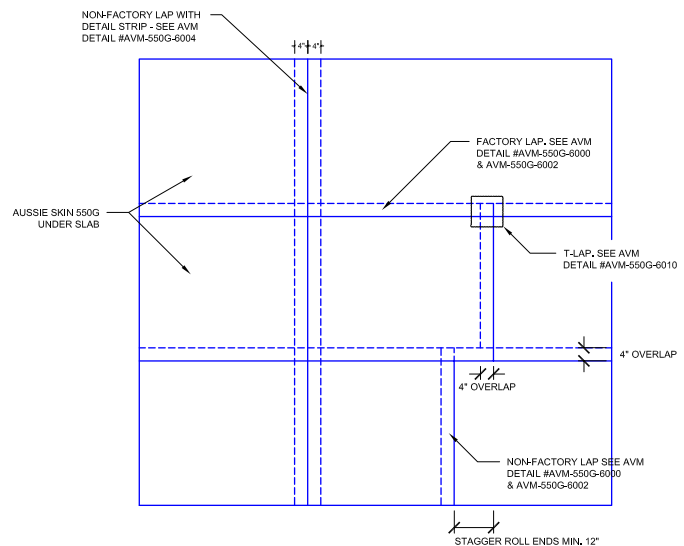 NON-FACTORY LAP WITH
DETAIL STRIP - SEE AVM
DETAIL #AVM-550G-6004
4" 4"
FACTORY LAP. SEE AVM
DETAIL #AVM-550G-6000
& AVM-550G-6002
AUSSIE SKIN 550G
UNDER SLAB
T-LAP. SEE AVM
DETAIL #AVM-550G-6010
4" OVERLAP
4" OVERLAP
NON-FACTORY LAP SEE AVM
DETAIL #AVM-550G-6000
& AVM-550G-6002
STAGGER ROLL ENDS MIN. 12"